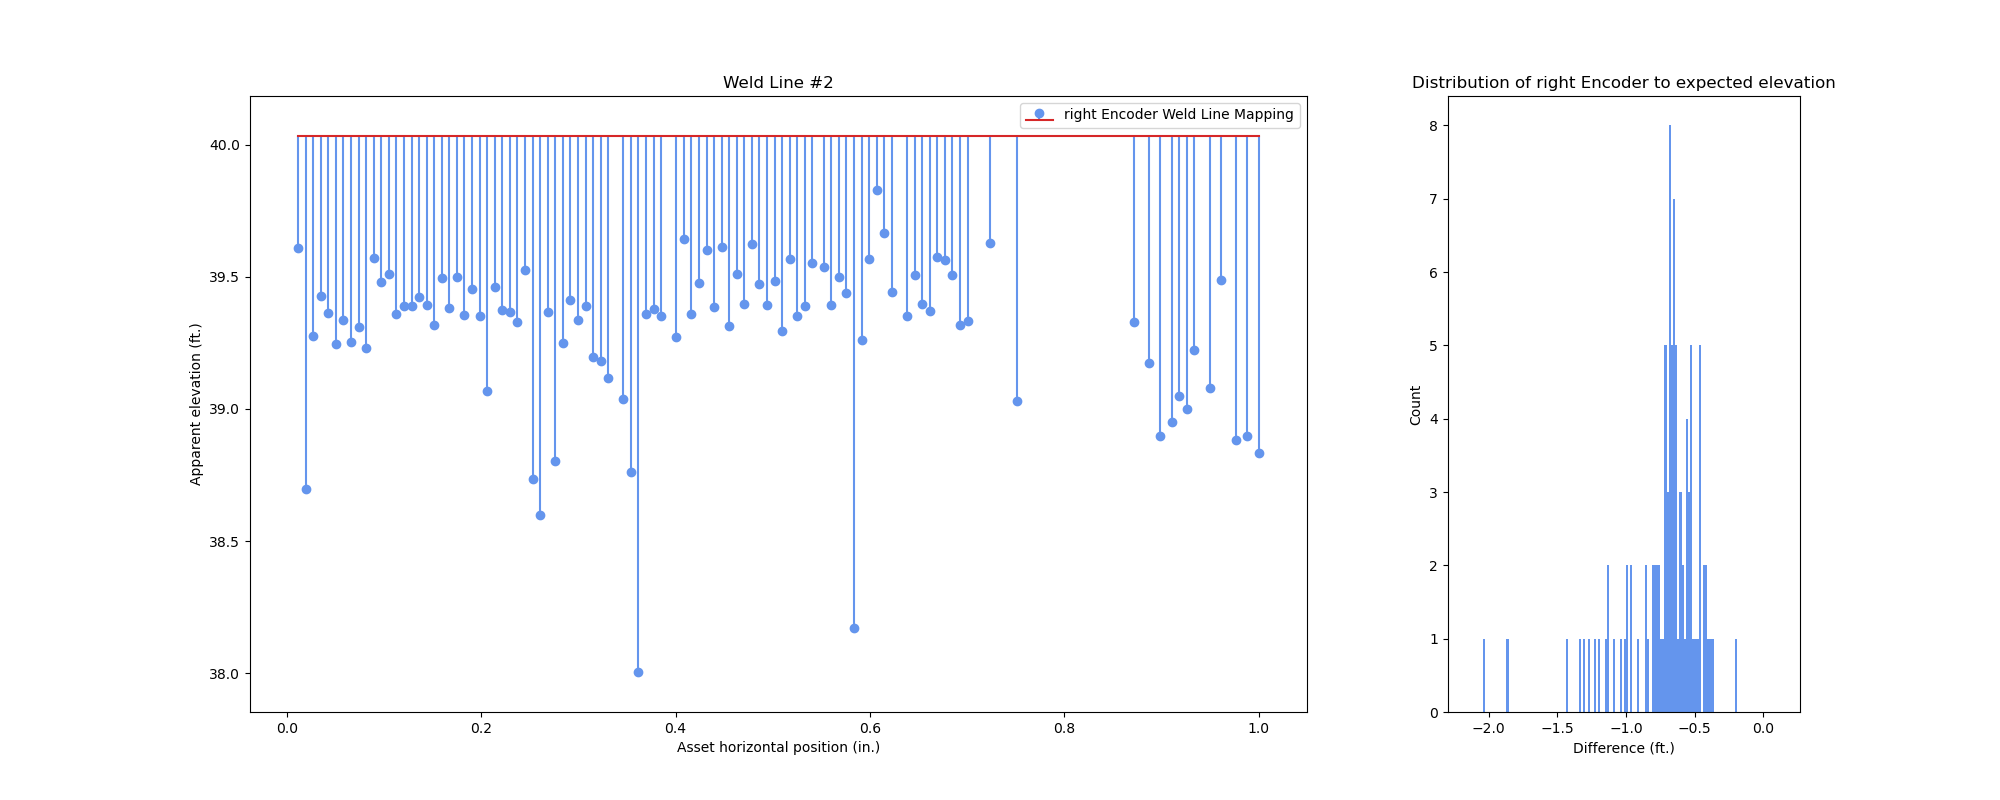 Weld Line #2
right Encoder Weld Line Mapping
Apparent elevation (ft.)
40.0
39.5
39.0
38.5
38.0
0.0 0.2 0.4 0.6 0.8 1.0
Asset horizontal position (in.)
Distribution of right Encoder to expected elevation
Count
8
7
6
5
4
3
2
1
0
−2.0 −1.5 −1.0 −0.5 0.0
Difference (ft.)